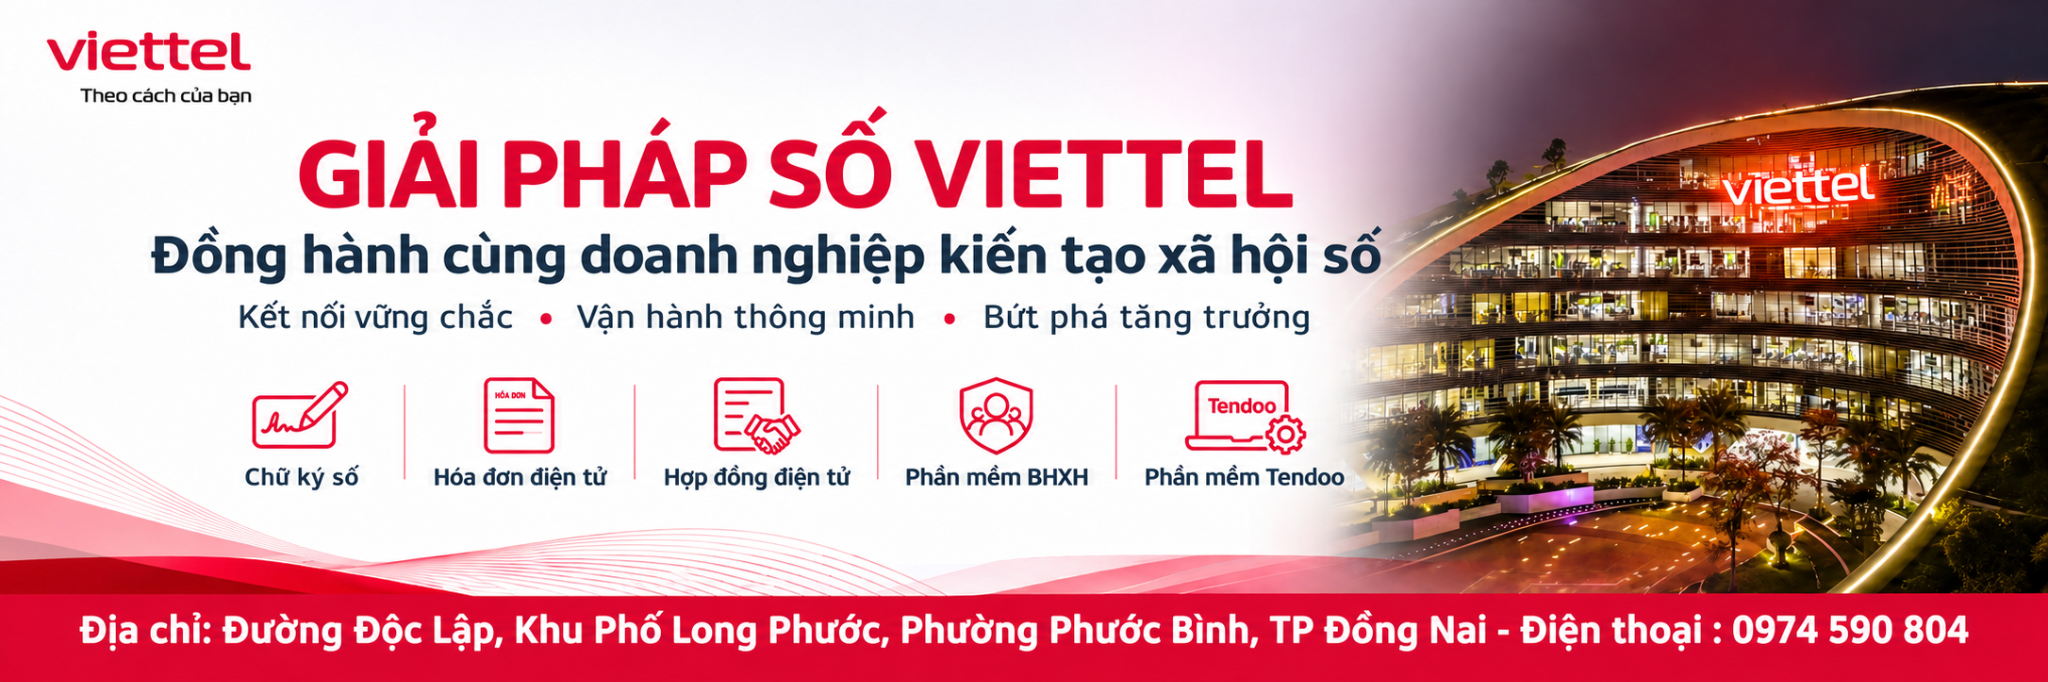 viettel
Theo cách của bạn
GIẢI PHÁP SỐ VIETTEL
Đồng hành cùng doanh nghiệp kiến tạo xã hội số
Kết nối vững chắc • Vận hành thông minh • Bứt phá tăng trưởng
viettel
HÓA ĐƠN
Tendoo
Chữ ký số
Hóa đơn điện tử
Hợp đồng điện tử
Phần mềm BHXH
Phần mềm Tendoo
Địa chỉ: Đường Độc Lập, Khu Phố Long Phước, Phường Phước Bình, TP Đồng Nai - Điện thoại : 0974 590 804